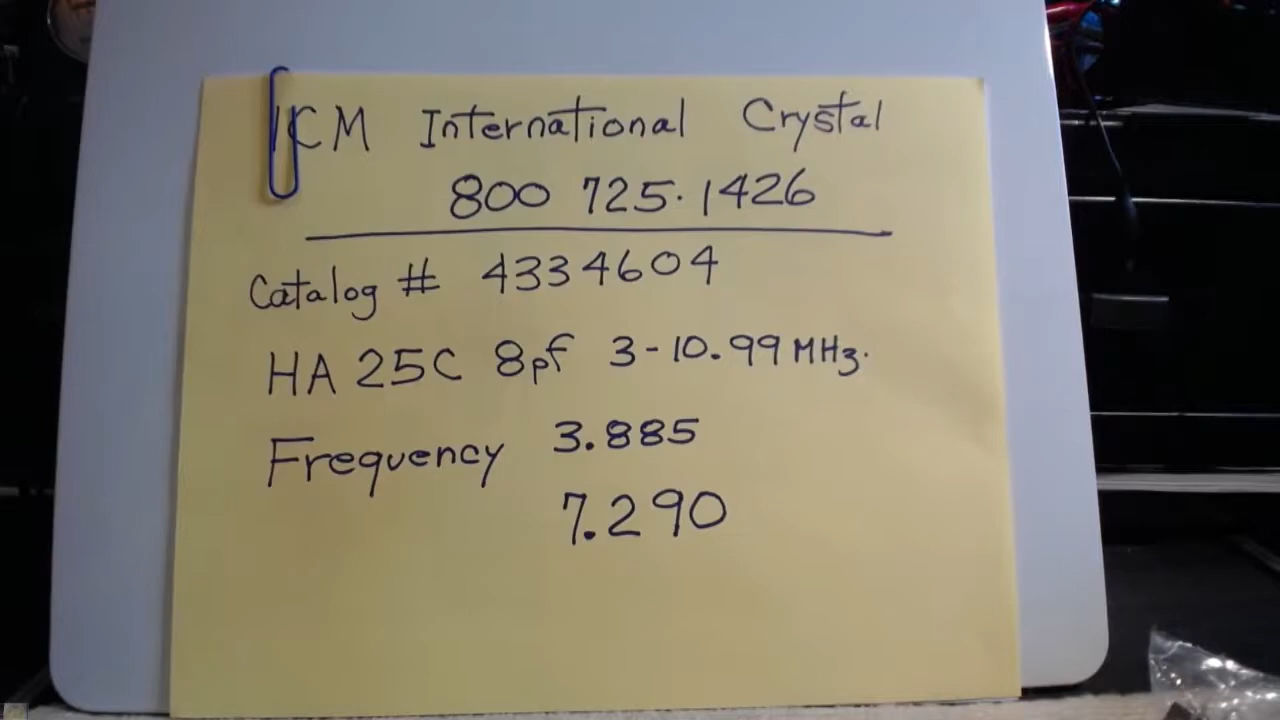 ICM International Crystal
800 725.1426
Catalog # 4334604
HA 25C 8pf 3-10.99 MHz.
Frequency 3.885
7.290